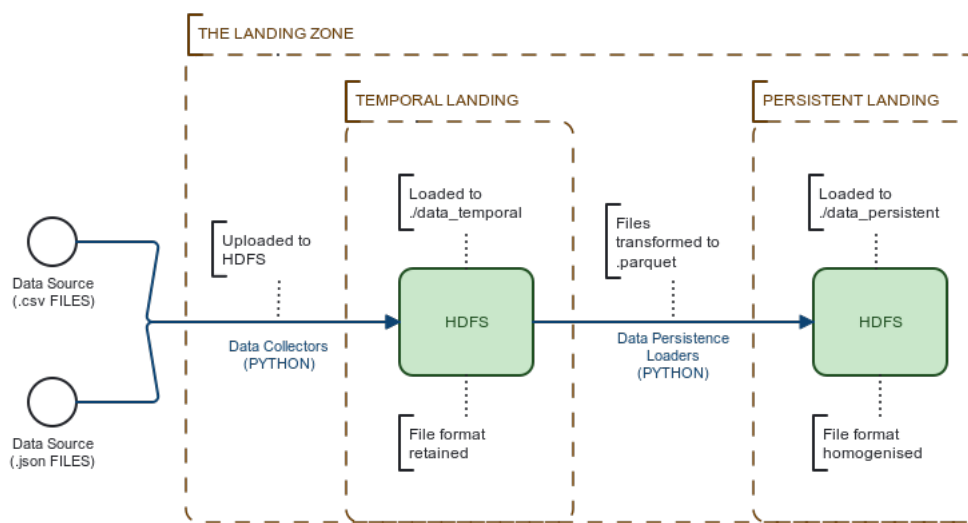 THE LANDING ZONE
TEMPORAL LANDING
PERSISTENT LANDING
Loaded to
./data_temporal
Loaded to
./data_persistent
Uploaded to
HDFS
Files
transformed to
.parquet
Data Source
(.csv FILES)
HDFS
HDFS
Data Collectors
(PYTHON)
Data Persistence
Loaders
(PYTHON)
File format
retained
File format
homogenised
Data Source
(.json FILES)